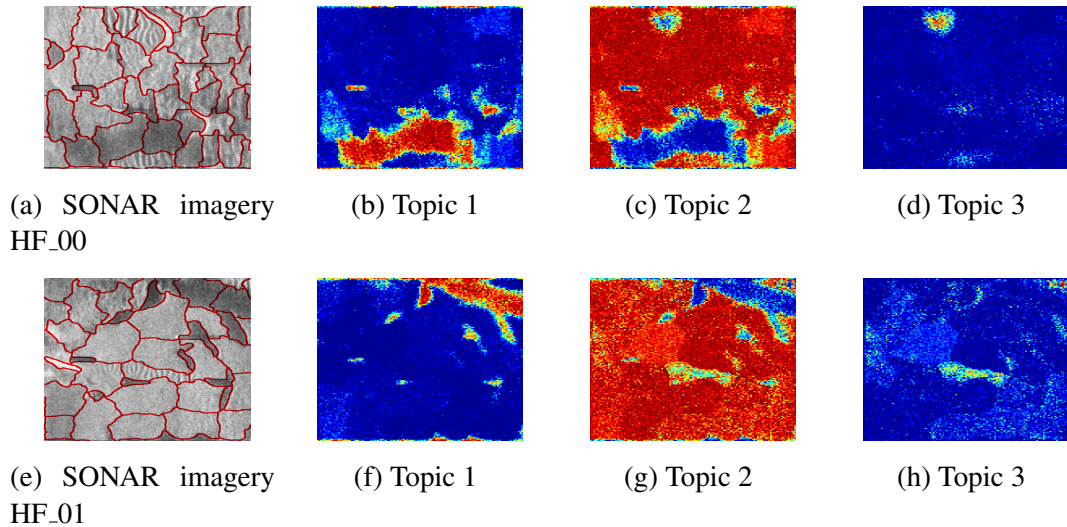 (a) SONAR imagery
HF_00
(b) Topic 1
(c) Topic 2
(d) Topic 3
(e) SONAR imagery
HF_01
(f) Topic 1
(g) Topic 2
(h) Topic 3